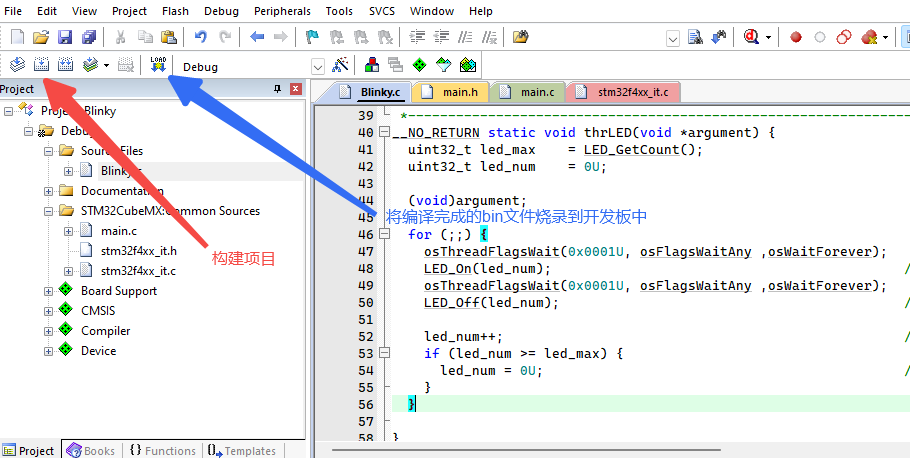 File Edit View Project Flash Debug Peripherals Tools SVCS Window Help
LOAD
Debug
Project
Project: Blinky
Debug
Source Files
Blinky.c
Documentation
STM32CubeMX:Common Sources
main.c
stm32f4xx_it.h
stm32f4xx_it.c
Board Support
CMSIS
Compiler
Device
构建项目
Project Books {} Functions 0 Templates
Blinky.c main.h main.c stm32f4xx_it.c
39 *----------------------------------------------------------------
40 __NO_RETURN static void thrLED(void *argument) {
41 uint32_t led_max = LED_GetCount();
42 uint32_t led_num = 0U;
43
44 (void)argument;
45 将编译完成的bin文件烧录到开发板中
46 for (;;) {
47 osThreadFlagsWait(0x0001U, osFlagsWaitAny ,osWaitForever);
48 LED_On(led_num); /
49 osThreadFlagsWait(0x0001U, osFlagsWaitAny ,osWaitForever);
50 LED_Off(led_num); /
51
52 led_num++; /
53 if (led_num >= led_max) {
54 led_num = 0U; /
55 }
56 }
57
58 }